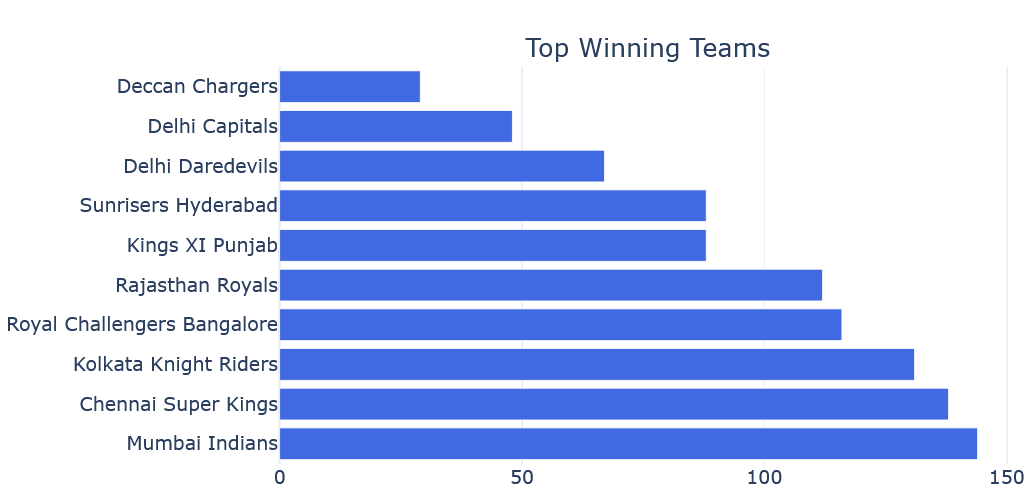 Top Winning Teams
Deccan Chargers
Delhi Capitals
Delhi Daredevils
Sunrisers Hyderabad
Kings XI Punjab
Rajasthan Royals
Royal Challengers Bangalore
Kolkata Knight Riders
Chennai Super Kings
Mumbai Indians
0 50 100 150